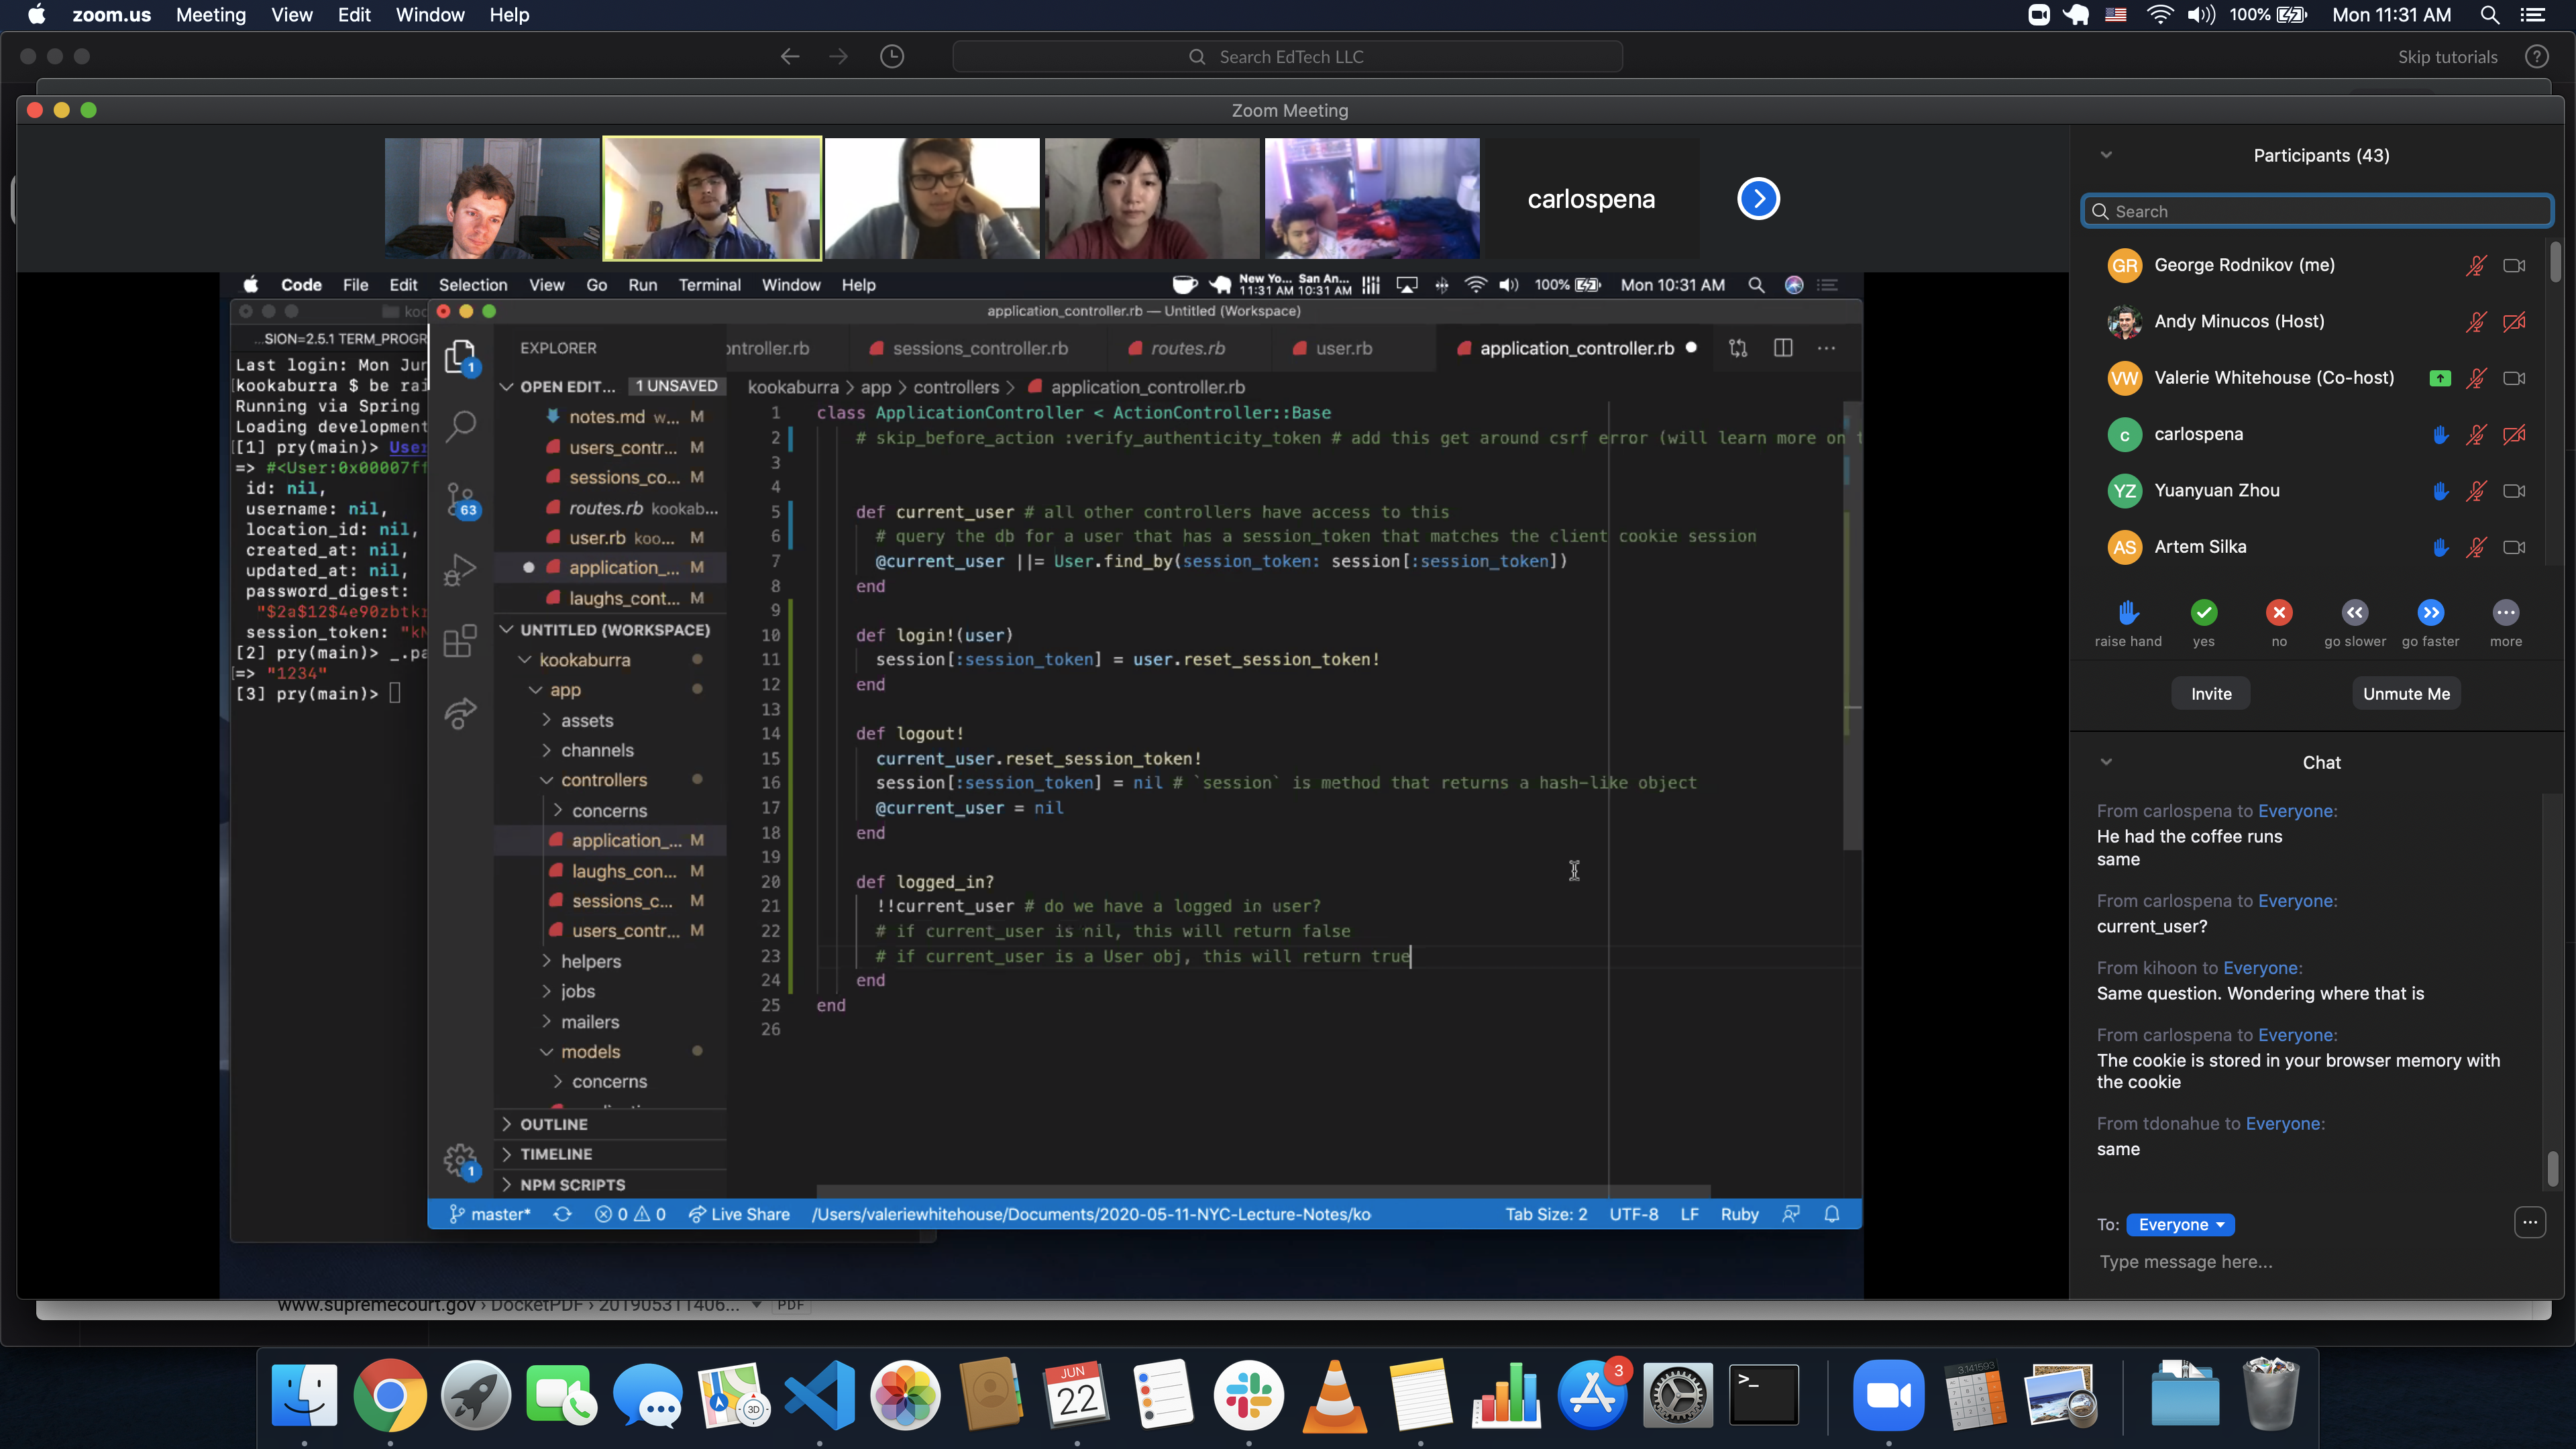 zoom.us Meeting View Edit Window Help
100% Mon 11:31 AM
Search EdTech LLC
Skip tutorials
Zoom Meeting
carlospena
Code File Edit Selection View Go Run Terminal Window Help
New Yo... San An...
11:31 AM 10:31 AM
100% Mon 10:31 AM
koo
...SION=2.5.1 TERM_PROGR
Last login: Mon Jun
[kookaburra $ be rai
Running via Spring
Loading development
[[1] pry(main)> User
=> #<User:0x00007ff
id: nil,
username: nil,
location_id: nil,
created_at: nil,
updated_at: nil,
password_digest:
"$2a$12$4e90zbtkr
session_token: "kN
[2] pry(main)> _.pa
[=> "1234"
[3] pry(main)>
application_controller.rb — Untitled (Workspace)
EXPLORER
ontroller.rb
sessions_controller.rb
routes.rb
user.rb
application_controller.rb
OPEN EDIT... 1 UNSAVED
notes.md w... M
users_contr... M
sessions_co... M
routes.rb kookab...
user.rb koo... M
application_... M
laughs_cont... M
UNTITLED (WORKSPACE)
kookaburra
app
assets
channels
controllers
concerns
application_... M
laughs_con... M
sessions_c... M
users_contr... M
helpers
jobs
mailers
models
concerns
OUTLINE
TIMELINE
NPM SCRIPTS
1
63
1
kookaburra > app > controllers > application_controller.rb
1 class ApplicationController < ActionController::Base
2 # skip_before_action :verify_authenticity_token # add this get around csrf error (will learn more on t
3
4
5 def current_user # all other controllers have access to this
6 # query the db for a user that has a session_token that matches the client cookie session
7 @current_user ||= User.find_by(session_token: session[:session_token])
8 end
9
10 def login!(user)
11 session[:session_token] = user.reset_session_token!
12 end
13
14 def logout!
15 current_user.reset_session_token!
16 session[:session_token] = nil # `session` is method that returns a hash-like object
17 @current_user = nil
18 end
19
20 def logged_in?
21 !!current_user # do we have a logged in user?
22 # if current_user is nil, this will return false
23 # if current_user is a User obj, this will return true
24 end
25 end
26
master* 0 0 Live Share /Users/valeriewhitehouse/Documents/2020-05-11-NYC-Lecture-Notes/ko
Tab Size: 2 UTF-8 LF Ruby
Participants (43)
Search
GR George Rodnikov (me)
Andy Minucos (Host)
VW Valerie Whitehouse (Co-host)
c carlospena
YZ Yuanyuan Zhou
AS Artem Silka
raise hand yes no go slower go faster more
Invite
Unmute Me
Chat
From carlospena to Everyone:
He had the coffee runs
same
From carlospena to Everyone:
current_user?
From kihoon to Everyone:
Same question. Wondering where that is
From carlospena to Everyone:
The cookie is stored in your browser memory with
the cookie
From tdonahue to Everyone:
same
To: Everyone
Type message here...
www.supremecourt.gov › DocketPDF › 201905311406... PDF
3D
JUN
22
3
>_
3.141593